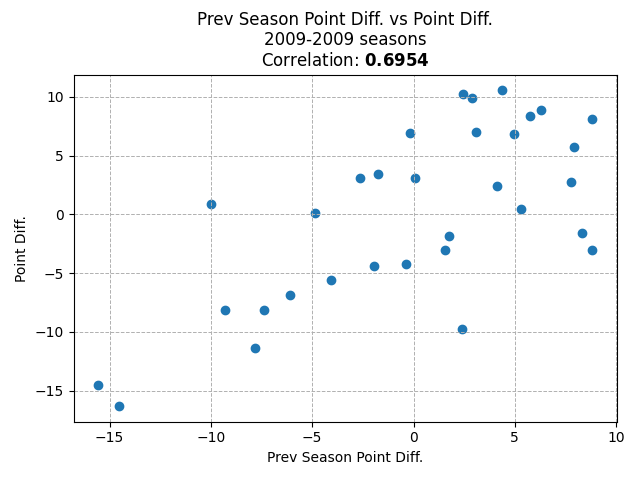 Prev Season Point Diff. vs Point Diff.
2009-2009 seasons
Correlation: 0.6954
10
5
0
−5
−10
−15
Point Diff.
−15
−10
−5
0
5
10
Prev Season Point Diff.